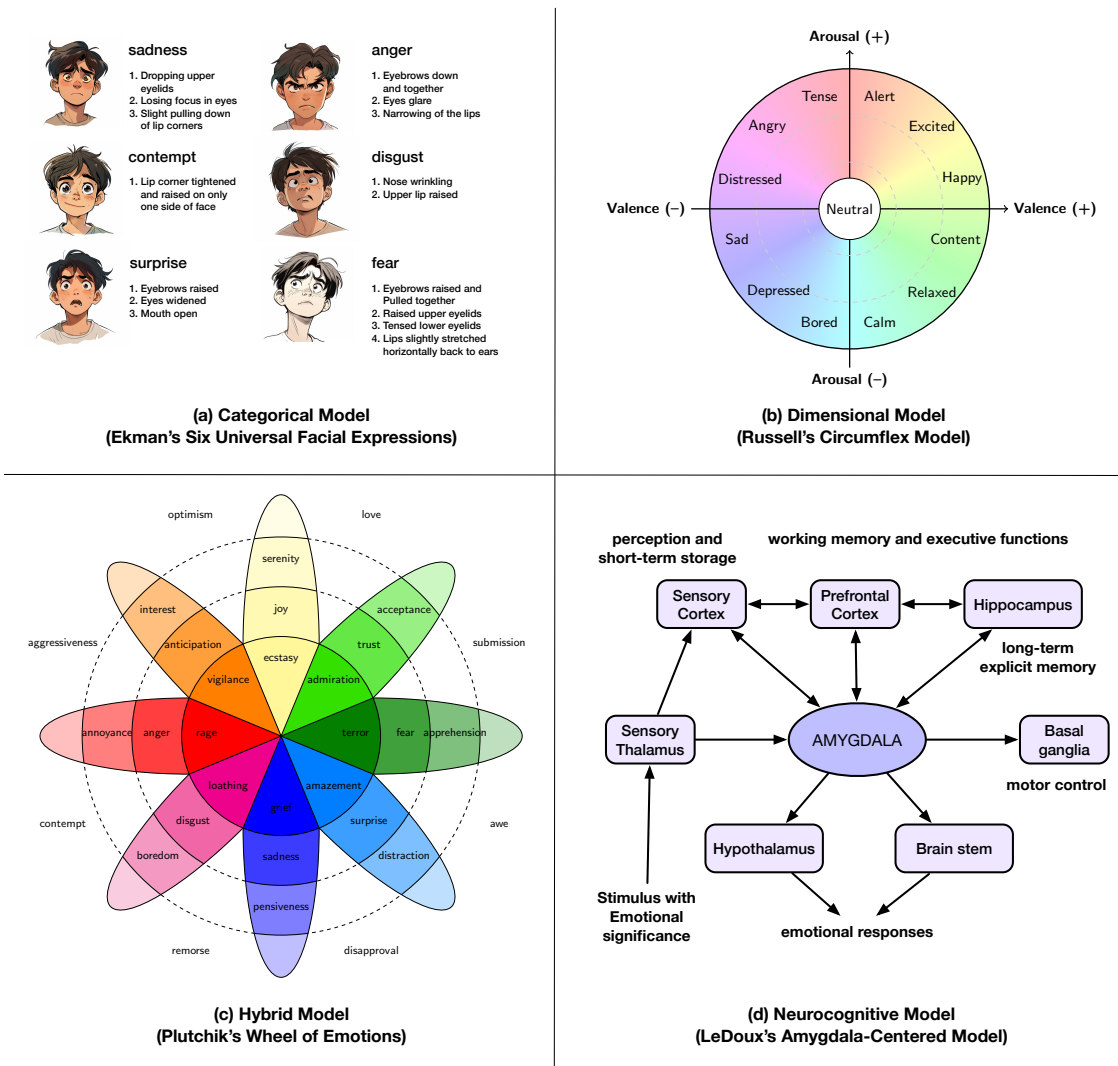 sadness
1. Dropping upper
eyelids
2. Losing focus in eyes
3. Slight pulling down
of lip corners
anger
1. Eyebrows down
and together
2. Eyes glare
3. Narrowing of the lips
contempt
1. Lip corner tightened
and raised on only
one side of face
disgust
1. Nose wrinkling
2. Upper lip raised
surprise
1. Eyebrows raised
2. Eyes widened
3. Mouth open
fear
1. Eyebrows raised and
Pulled together
2. Raised upper eyelids
3. Tensed lower eyelids
4. Lips slightly stretched
horizontally back to ears
(a) Categorical Model
(Ekman's Six Universal Facial Expressions)
Arousal (+)
Tense
Alert
Angry
Excited
Distressed
Happy
Valence (–)
Neutral
Valence (+)
Sad
Content
Depressed
Relaxed
Bored
Calm
Arousal (–)
(b) Dimensional Model
(Russell's Circumflex Model)
optimism
love
serenity
interest
joy
acceptance
aggressiveness
anticipation
trust
submission
ecstasy
vigilance
admiration
annoyance
anger
rage
terror
fear
apprehension
loathing
amazement
grief
contempt
disgust
surprise
awe
boredom
sadness
distraction
pensiveness
remorse
disapproval
(c) Hybrid Model
(Plutchik's Wheel of Emotions)
perception and
short-term storage
working memory and executive functions
Sensory
Cortex
Prefrontal
Cortex
Hippocampus
long-term
explicit memory
Sensory
Thalamus
AMYGDALA
Basal
ganglia
motor control
Hypothalamus
Brain stem
Stimulus with
Emotional
significance
emotional responses
(d) Neurocognitive Model
(LeDoux's Amygdala-Centered Model)